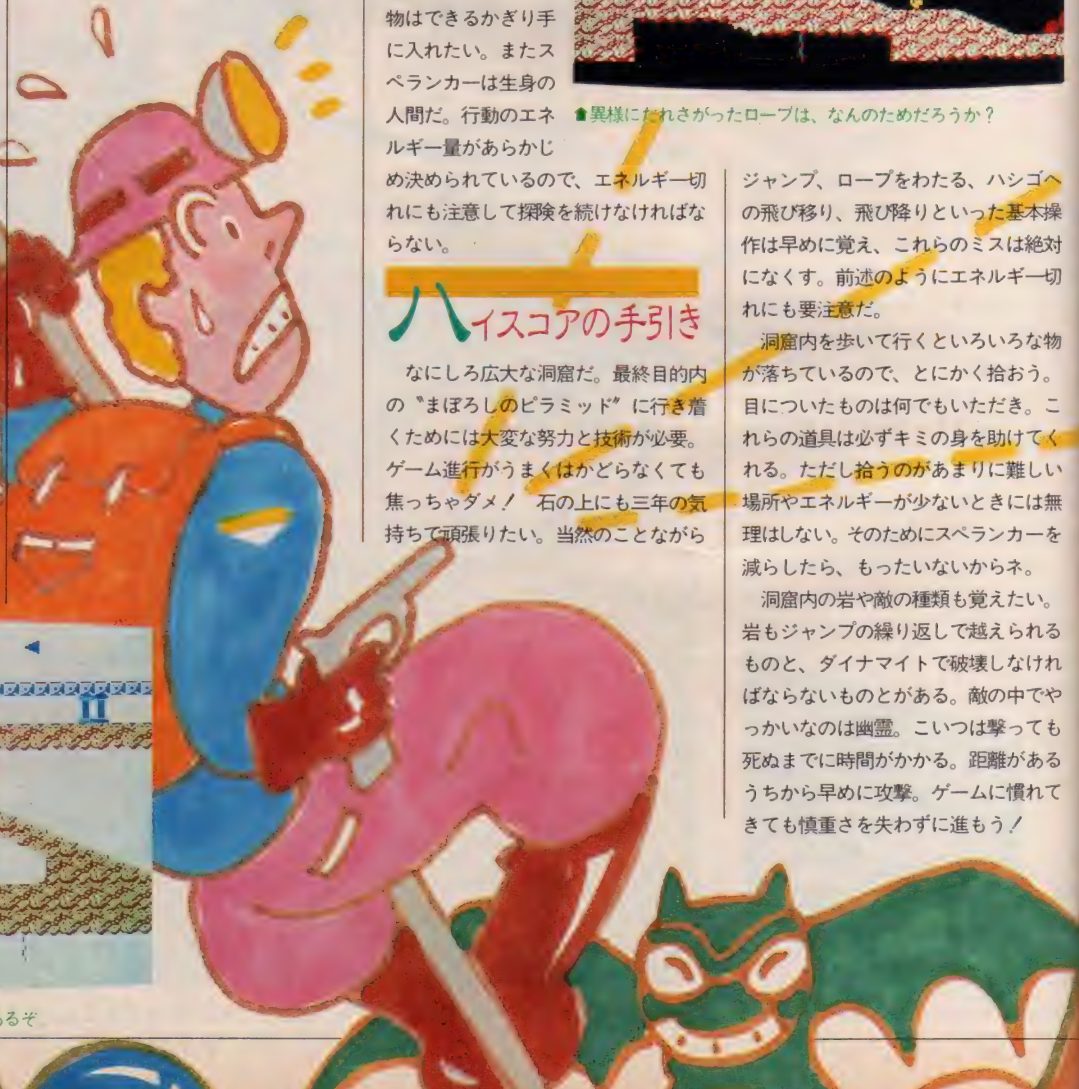 物はできるかぎり手
に入れたい。またス
ペランカーは生身の
人間だ。行動のエネ
ルギー量があらかじ
め決められているので、エネルギー切
れにも注意して探険を続けなければな
らない。
⬆異様にたれさがったロープは、なんのためだろうか?
ハイスコアの手引き
　なにしろ広大な洞窟だ。最終目的内
の〝まぼろしのピラミッド〞に行き着
くためには大変な努力と技術が必要。
ゲーム進行がうまくはかどらなくても
焦っちゃダメ!　石の上にも三年の気
持ちで頑張りたい。当然のことながら
ジャンプ、ロープをわたる、ハシゴへ
の飛び移り、飛び降りといった基本操
作は早めに覚え、これらのミスは絶対
になくす。前述のようにエネルギー切
れにも要注意だ。
　洞窟内を歩いて行くといろいろな物
が落ちているので、とにかく拾おう。
目についたものは何でもいただき。こ
れらの道具は必ずキミの身を助けてく
れる。ただし拾うのがあまりに難しい
場所やエネルギーが少ないときには無
理はしない。そのためにスペランカーを
減らしたら、もったいないからネ。
　洞窟内の岩や敵の種類も覚えたい。
岩もジャンプの繰り返しで越えられる
ものと、ダイナマイトで破壊しなけれ
ばならないものとがある。敵の中でや
っかいなのは幽霊。こいつは撃っても
死ぬまでに時間がかかる。距離がある
うちから早めに攻撃。ゲームに慣れて
きても慎重さを失わずに進もう!
るぞ